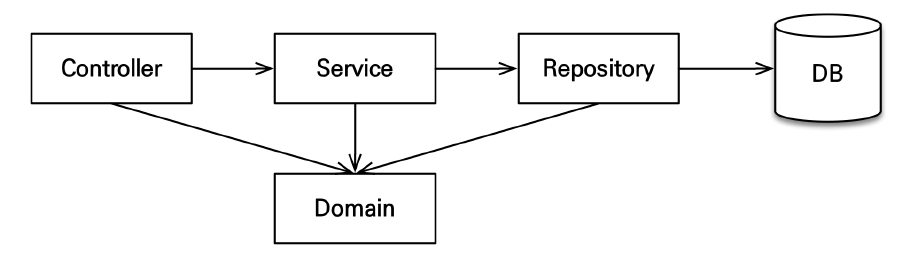 Controller
Service
Repository
DB
Domain